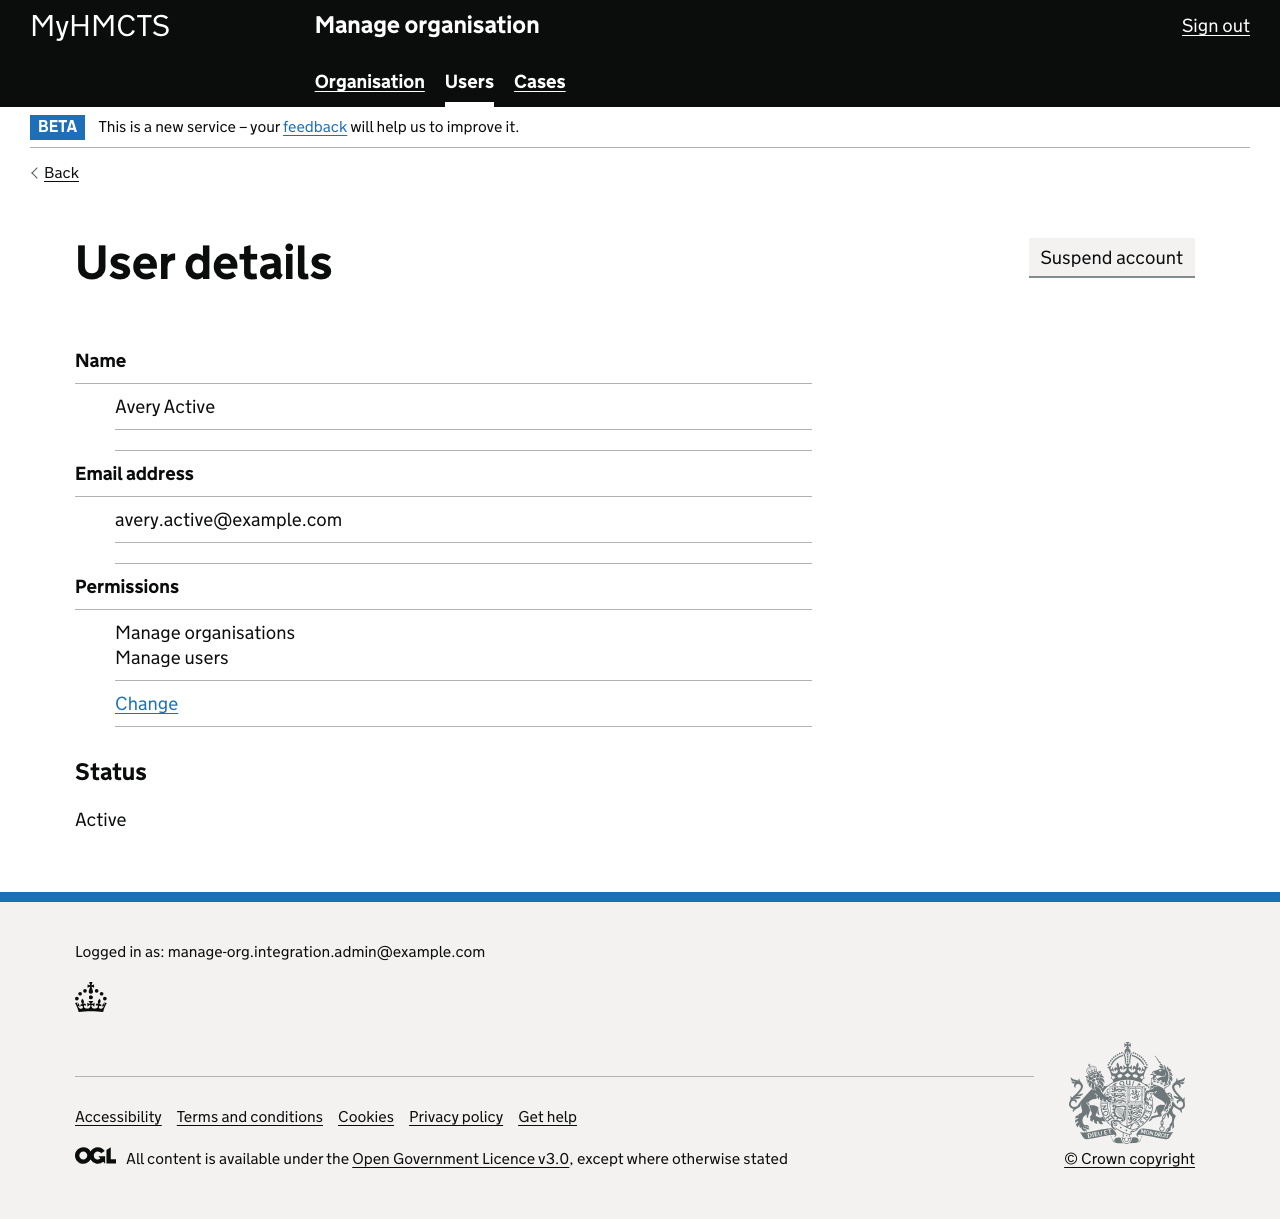 MyHMCTS
Manage organisation
Sign out
Organisation Users Cases
BETA This is a new service – your feedback will help us to improve it.
Back
User details
Suspend account
Name
Avery Active
Email address
avery.active@example.com
Permissions
Manage organisations
Manage users
Change
Status
Active
Logged in as: manage-org.integration.admin@example.com
Accessibility Terms and conditions Cookies Privacy policy Get help
OGL All content is available under the Open Government Licence v3.0, except where otherwise stated
© Crown copyright